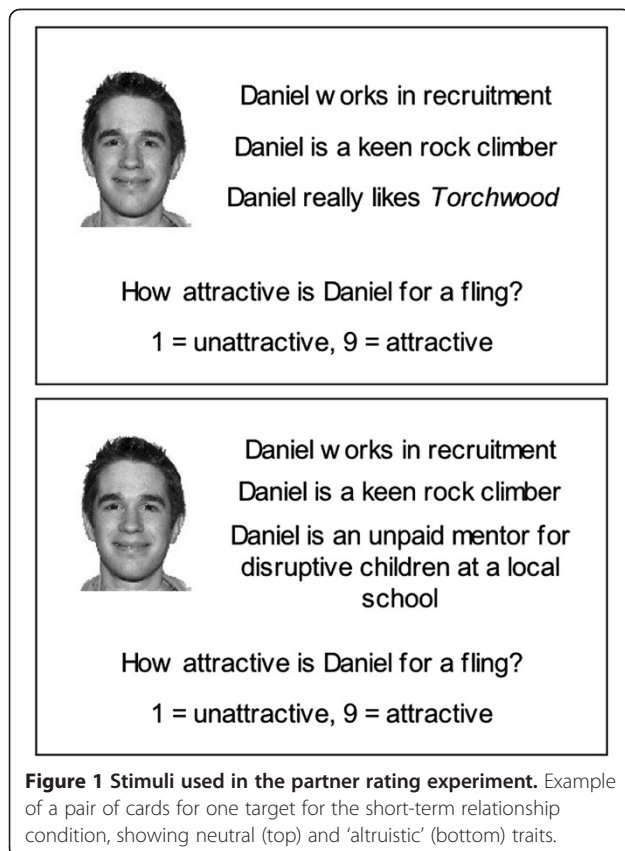 Daniel works in recruitment
Daniel is a keen rock climber
Daniel really likes Torchwood
How attractive is Daniel for a fling?
1 = unattractive, 9 = attractive
Daniel works in recruitment
Daniel is a keen rock climber
Daniel is an unpaid mentor for
disruptive children at a local
school
How attractive is Daniel for a fling?
1 = unattractive, 9 = attractive
Figure 1 Stimuli used in the partner rating experiment. Example
of a pair of cards for one target for the short-term relationship
condition, showing neutral (top) and ‘altruistic’ (bottom) traits.